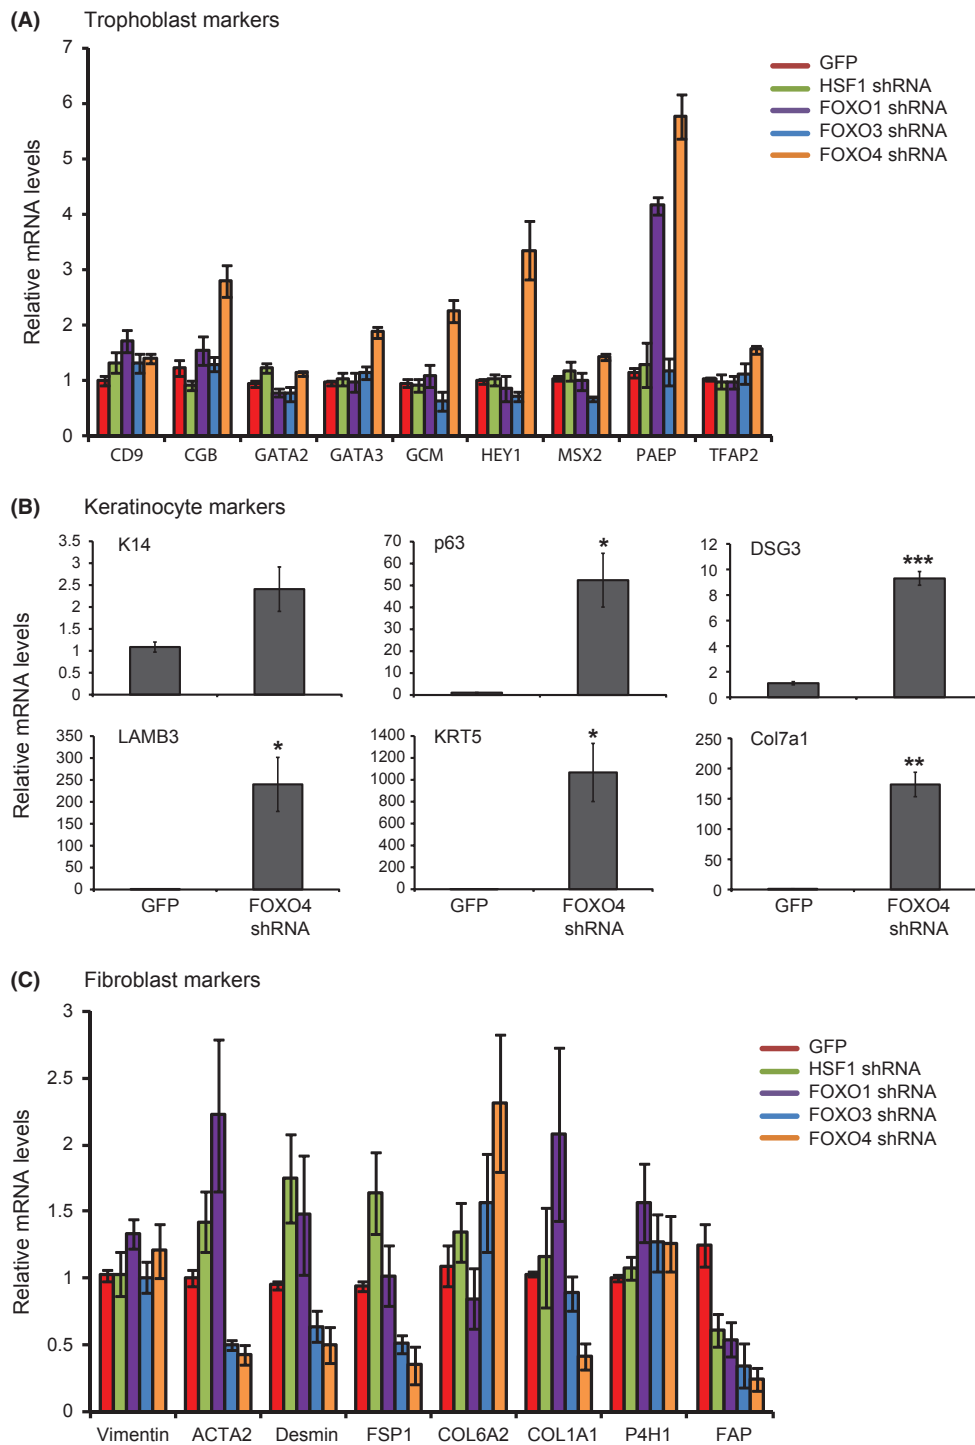 (A) Trophoblast markers
7
6
5
4
3
2
1
0
Relative mRNA levels
GFP
HSF1 shRNA
FOXO1 shRNA
FOXO3 shRNA
FOXO4 shRNA
CD9 CGB GATA2 GATA3 GCM HEY1 MSX2 PAEP TFAP2
(B) Keratinocyte markers
Relative mRNA levels
K14
3.5
3
2.5
2
1.5
1
0.5
0
p63
*
70
60
50
40
30
20
10
0
DSG3
***
12
10
8
6
4
2
0
LAMB3
*
350
300
250
200
150
100
50
0
GFP FOXO4 shRNA
KRT5
*
1400
1200
1000
800
600
400
200
0
GFP FOXO4 shRNA
Col7a1
**
250
200
150
100
50
0
GFP FOXO4 shRNA
(C) Fibroblast markers
3
2.5
2
1.5
1
0.5
0
Relative mRNA levels
GFP
HSF1 shRNA
FOXO1 shRNA
FOXO3 shRNA
FOXO4 shRNA
Vimentin ACTA2 Desmin FSP1 COL6A2 COL1A1 P4H1 FAP